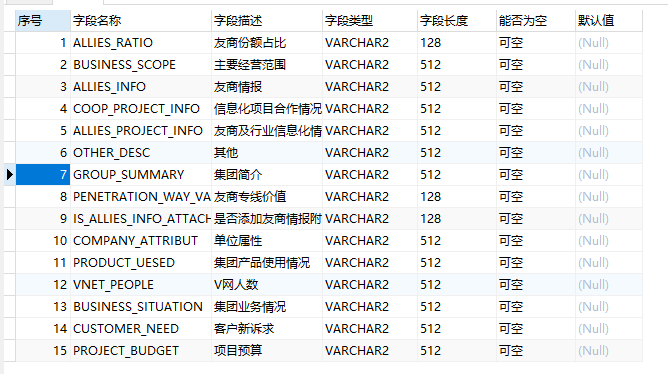 序号 字段名称 字段描述 字段类型 字段长度 能否为空 默认值
1 ALLIES_RATIO 友商份额占比 VARCHAR2 128 可空 (Null)
2 BUSINESS_SCOPE 主要经营范围 VARCHAR2 512 可空 (Null)
3 ALLIES_INFO 友商情报 VARCHAR2 512 可空 (Null)
4 COOP_PROJECT_INFO 信息化项目合作情况 VARCHAR2 512 可空 (Null)
5 ALLIES_PROJECT_INFO 友商及行业信息化情 VARCHAR2 512 可空 (Null)
6 OTHER_DESC 其他 VARCHAR2 512 可空 (Null)
7 GROUP_SUMMARY 集团简介 VARCHAR2 512 可空 (Null)
8 PENETRATION_WAY_VA 友商专线价值 VARCHAR2 128 可空 (Null)
9 IS_ALLIES_INFO_ATTACH 是否添加友商情报附 VARCHAR2 128 可空 (Null)
10 COMPANY_ATTRIBUT 单位属性 VARCHAR2 512 可空 (Null)
11 PRODUCT_UESED 集团产品使用情况 VARCHAR2 512 可空 (Null)
12 VNET_PEOPLE V网人数 VARCHAR2 512 可空 (Null)
13 BUSINESS_SITUATION 集团业务情况 VARCHAR2 512 可空 (Null)
14 CUSTOMER_NEED 客户新诉求 VARCHAR2 512 可空 (Null)
15 PROJECT_BUDGET 项目预算 VARCHAR2 512 可空 (Null)